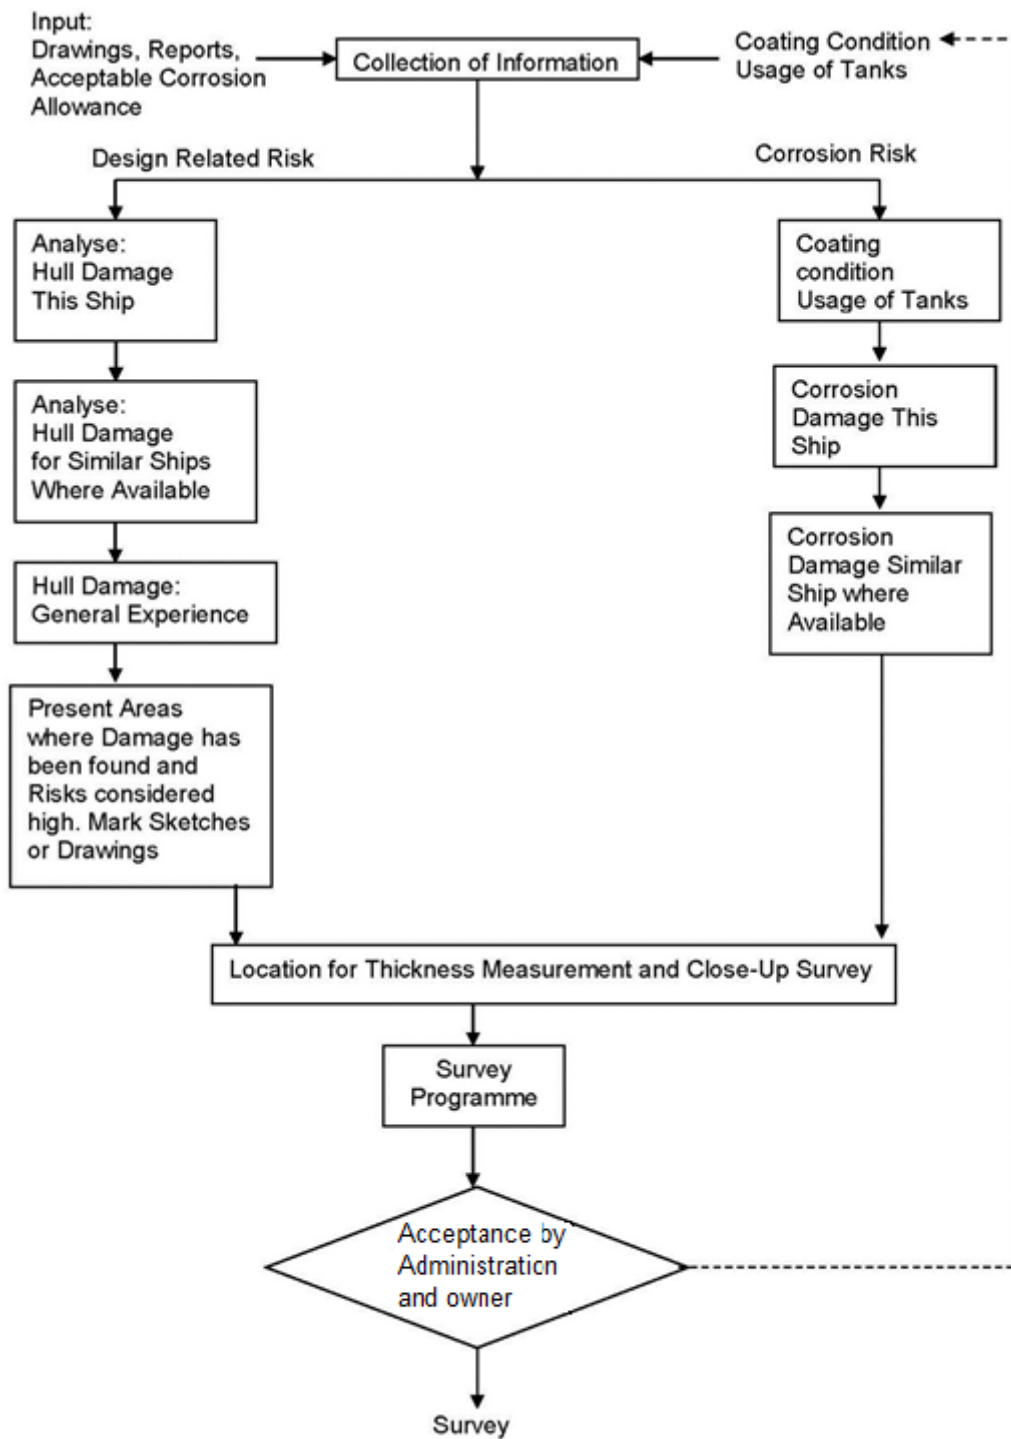 Input:
Drawings, Reports,
Acceptable Corrosion
Allowance
Collection of Information
Coating Condition
Usage of Tanks
Design Related Risk
Corrosion Risk
Analyse:
Hull Damage
This Ship
Coating
condition
Usage of Tanks
Analyse:
Hull Damage
for Similar Ships
Where Available
Corrosion
Damage This
Ship
Hull Damage:
General Experience
Corrosion
Damage Similar
Ship where
Available
Present Areas
where Damage has
been found and
Risks considered
high. Mark Sketches
or Drawings
Location for Thickness Measurement and Close-Up Survey
Survey
Programme
Acceptance by
Administration
and owner
Survey